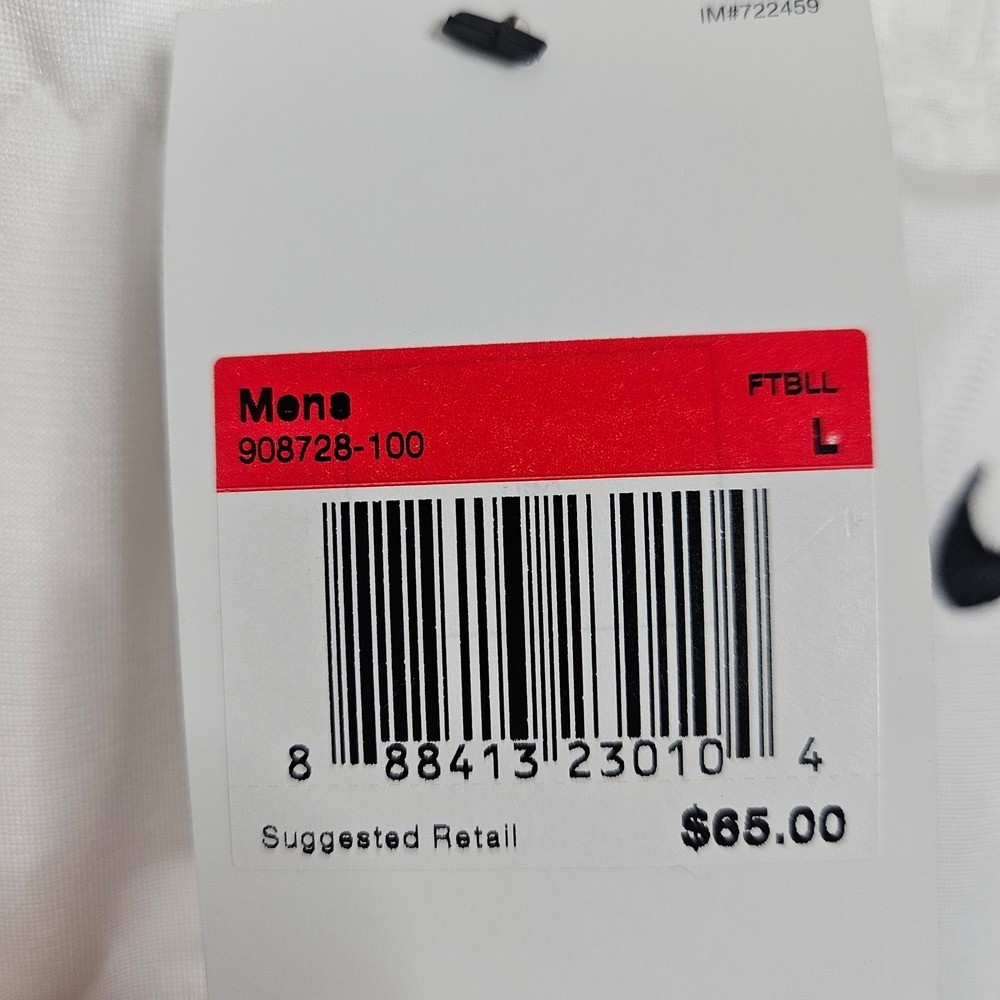 IM#722459
Mens
FTBLL
908728-100
L
8 88413 23010 4
Suggested Retail
$65.00